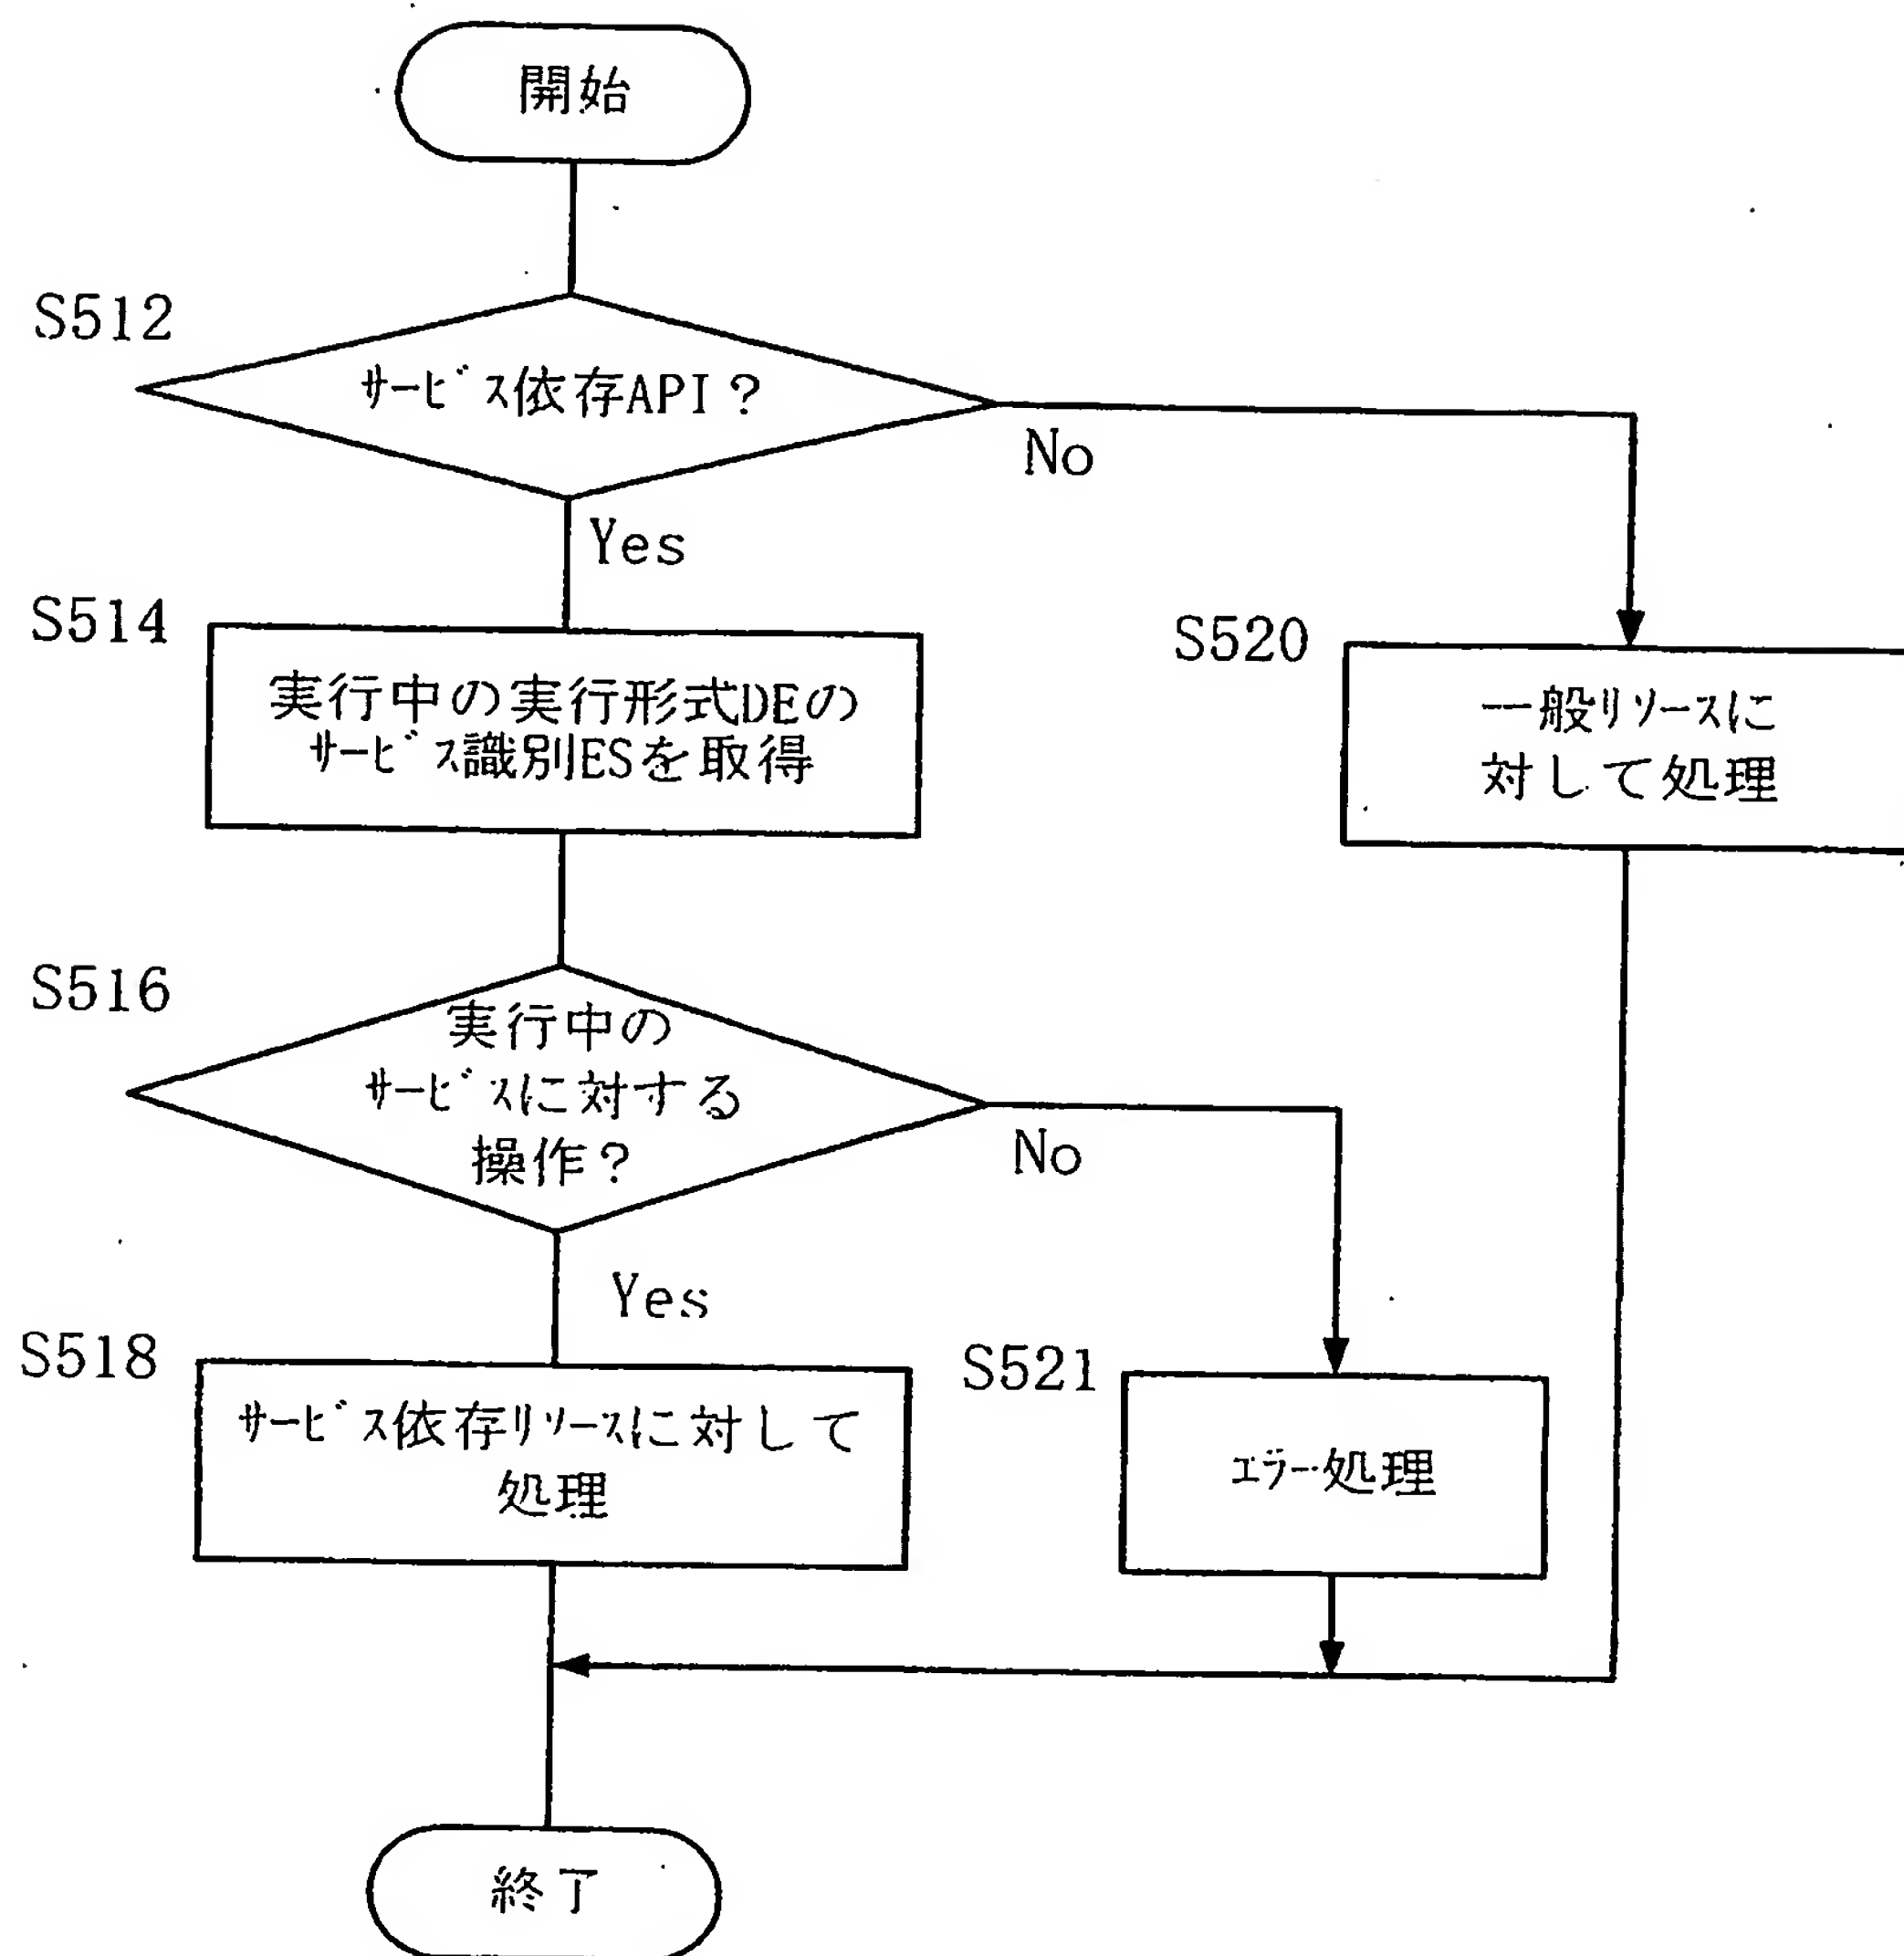 開始
S512
ｻｰﾋﾞｽ依存API？
No
Yes
S514
実行中の実行形式DEの
ｻｰﾋﾞｽ識別ESを取得
S520
一般ﾘｿｰｽに
対して処理
S516
実行中の
ｻｰﾋﾞｽに対する
操作？
No
Yes
S518
ｻｰﾋﾞｽ依存ﾘｿｰｽに対して
処理
S521
ｴﾗｰ処理
終了